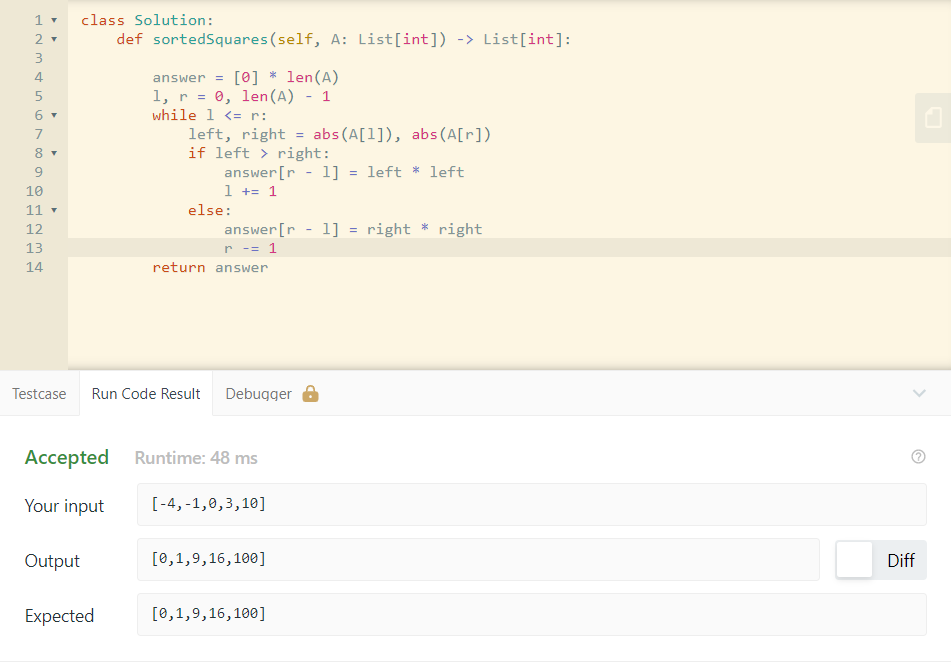 1 class Solution:
2     def sortedSquares(self, A: List[int]) -> List[int]:
3
4         answer = [0] * len(A)
5         l, r = 0, len(A) - 1
6         while l <= r:
7             left, right = abs(A[l]), abs(A[r])
8             if left > right:
9                 answer[r - l] = left * left
10                 l += 1
11             else:
12                 answer[r - l] = right * right
13                 r -= 1
14         return answer
Testcase Run Code Result Debugger
Accepted Runtime: 48 ms
Your input [-4,-1,0,3,10]
Output [0,1,9,16,100] Diff
Expected [0,1,9,16,100]